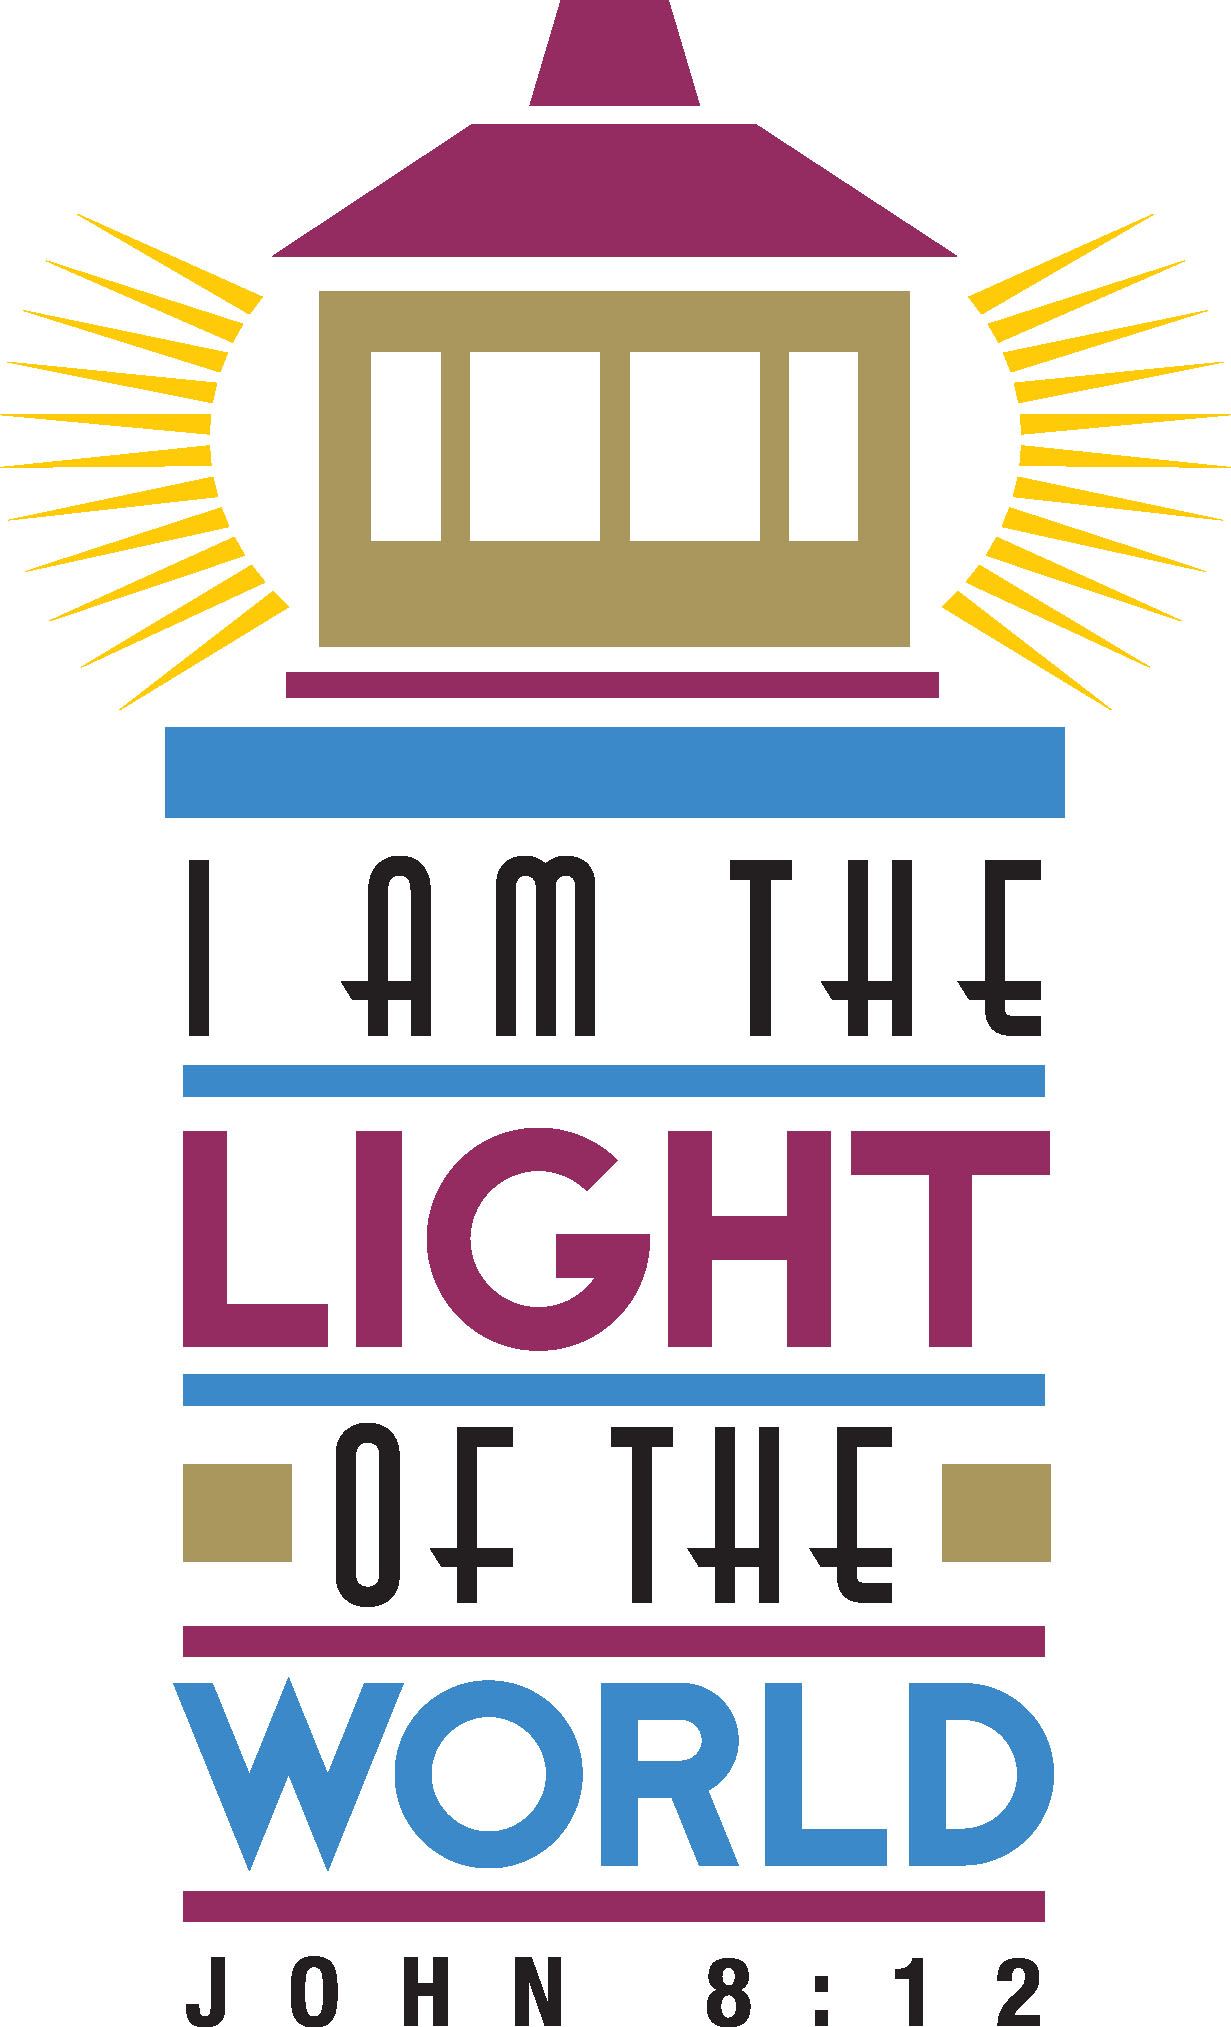 I AM THE
LIGHT
OF THE
WORLD
JOHN 8:12